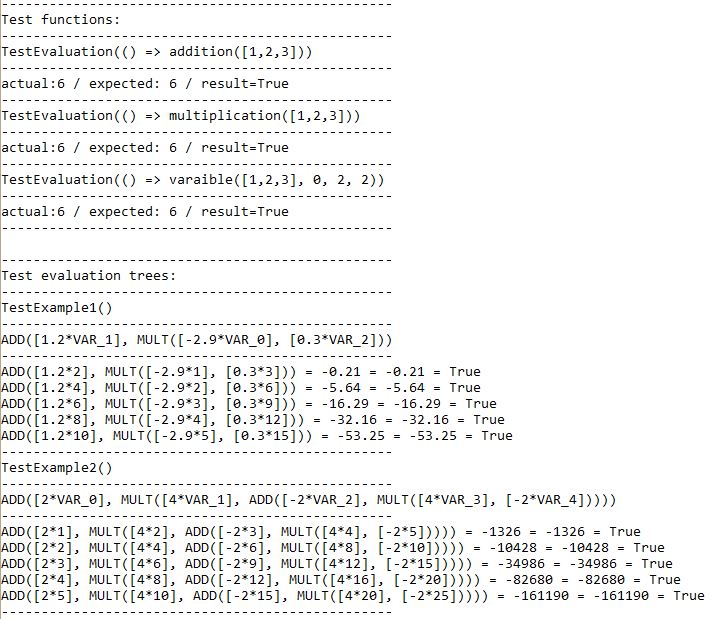 -------------------------------------------------
Test functions:
-------------------------------------------------
TestEvaluation(() => addition([1,2,3]))
-------------------------------------------------
actual:6 / expected: 6 / result=True
-------------------------------------------------
TestEvaluation(() => multiplication([1,2,3]))
-------------------------------------------------
actual:6 / expected: 6 / result=True
-------------------------------------------------
TestEvaluation(() => varaible([1,2,3], 0, 2, 2))
-------------------------------------------------
actual:6 / expected: 6 / result=True
-------------------------------------------------
-------------------------------------------------
Test evaluation trees:
-------------------------------------------------
TestExample1()
-------------------------------------------------
ADD([1.2*VAR_1], MULT([-2.9*VAR_0], [0.3*VAR_2]))
-------------------------------------------------
ADD([1.2*2], MULT([-2.9*1], [0.3*3])) = -0.21 = -0.21 = True
ADD([1.2*4], MULT([-2.9*2], [0.3*6])) = -5.64 = -5.64 = True
ADD([1.2*6], MULT([-2.9*3], [0.3*9])) = -16.29 = -16.29 = True
ADD([1.2*8], MULT([-2.9*4], [0.3*12])) = -32.16 = -32.16 = True
ADD([1.2*10], MULT([-2.9*5], [0.3*15])) = -53.25 = -53.25 = True
-------------------------------------------------
TestExample2()
-------------------------------------------------
ADD([2*VAR_0], MULT([4*VAR_1], ADD([-2*VAR_2], MULT([4*VAR_3], [-2*VAR_4]))))
-------------------------------------------------
ADD([2*1], MULT([4*2], ADD([-2*3], MULT([4*4], [-2*5])))) = -1326 = -1326 = True
ADD([2*2], MULT([4*4], ADD([-2*6], MULT([4*8], [-2*10])))) = -10428 = -10428 = True
ADD([2*3], MULT([4*6], ADD([-2*9], MULT([4*12], [-2*15])))) = -34986 = -34986 = True
ADD([2*4], MULT([4*8], ADD([-2*12], MULT([4*16], [-2*20])))) = -82680 = -82680 = True
ADD([2*5], MULT([4*10], ADD([-2*15], MULT([4*20], [-2*25])))) = -161190 = -161190 = True
-------------------------------------------------